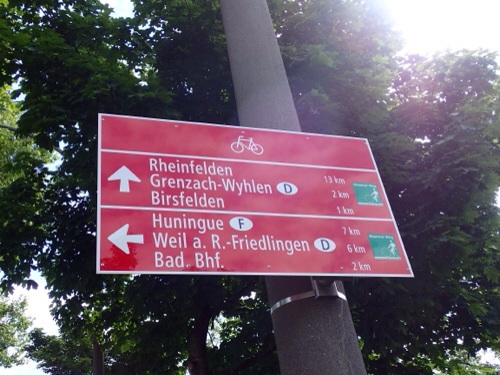 Rheinfelden 13 km
Grenzach-Wyhlen D 2 km
Birsfelden 1 km
Huningue F 7 km
Weil a. R.-Friedlingen D 6 km
Bad. Bhf. 2 km